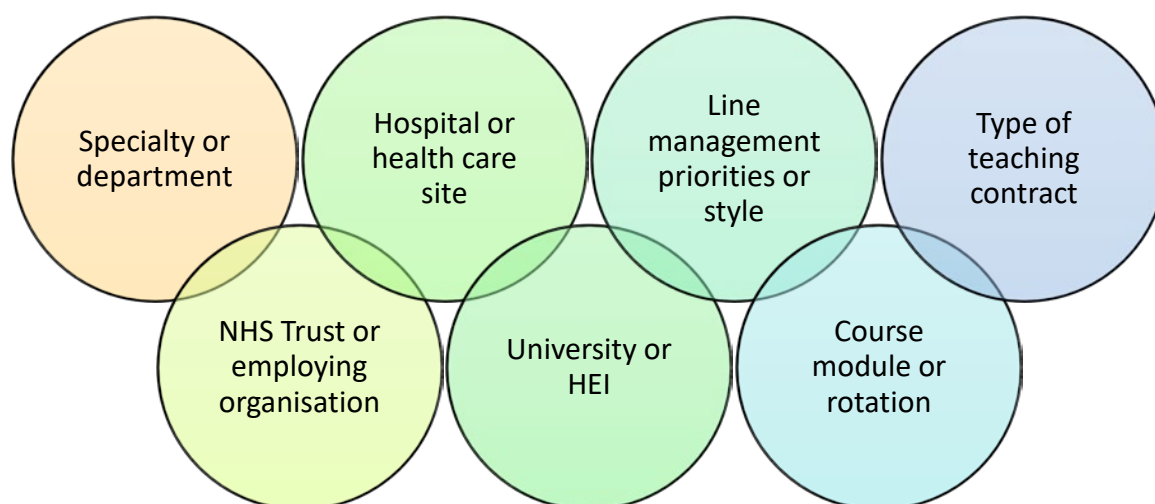 Specialty or
department
Hospital or
health care
site
Line
management
priorities or
style
Type of
teaching
contract
NHS Trust or
employing
organisation
University or
HEI
Course
module or
rotation